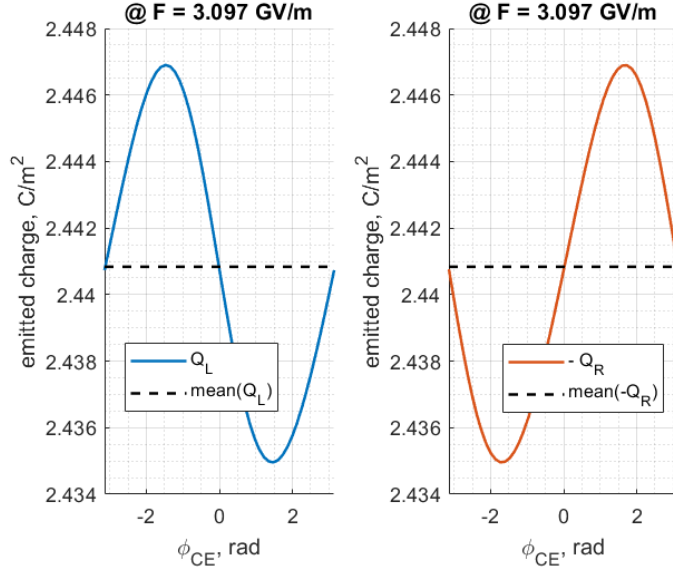 @ F = 3.097 GV/m
emitted charge, C/m²
2.448
2.446
2.444
2.442
2.44
2.438
2.436
2.434
Q_L
mean(Q_L)
-2
0
2
ϕ_CE, rad
@ F = 3.097 GV/m
emitted charge, C/m²
2.448
2.446
2.444
2.442
2.44
2.438
2.436
2.434
- Q_R
mean(-Q_R)
-2
0
2
ϕ_CE, rad